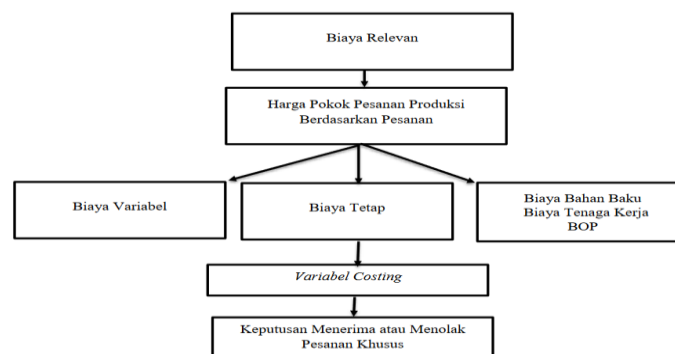 Biaya Relevan
Harga Pokok Pesanan Produksi
Berdasarkan Pesanan
Biaya Variabel
Biaya Tetap
Biaya Bahan Baku
Biaya Tenaga Kerja
BOP
Variabel Costing
Keputusan Menerima atau Menolak
Pesanan Khusus